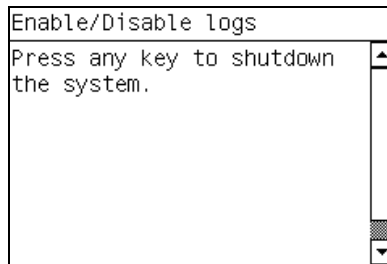 Enable/Disable logs
Press any key to shutdown
the system.